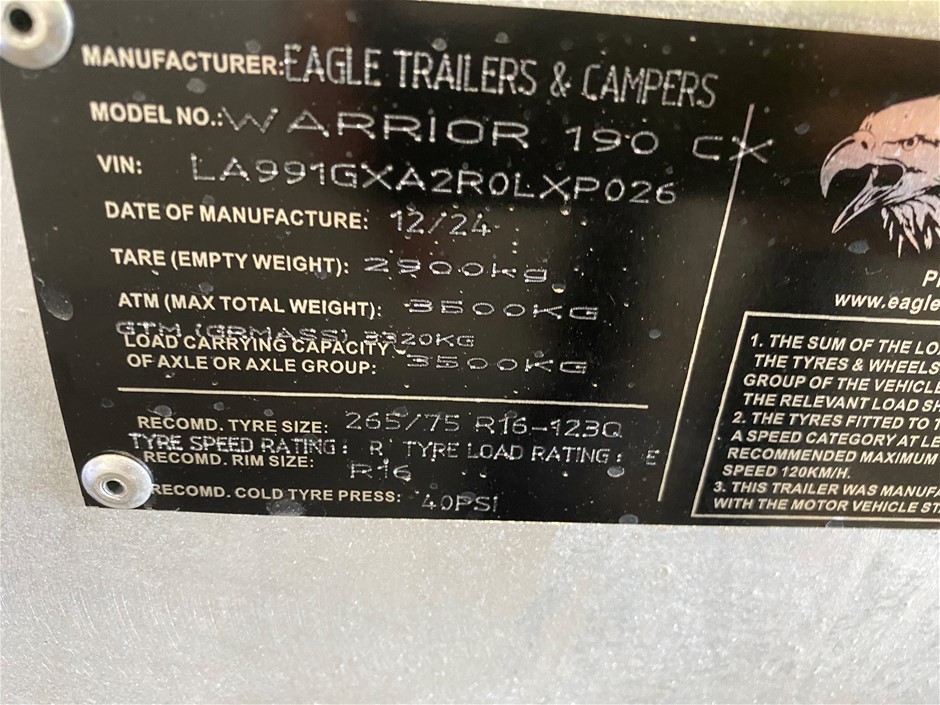 MANUFACTURER: EAGLE TRAILERS & CAMPERS
MODEL NO.: WARRIOR 190 CX
VIN: LA991GXA2R0LXP026
DATE OF MANUFACTURE: 12/24
TARE (EMPTY WEIGHT): 2900kg
ATM (MAX TOTAL WEIGHT): 3500KG
GTM (GRMASS) 3320KG
LOAD CARRYING CAPACITY
OF AXLE OR AXLE GROUP: 3500KG
RECOMD. TYRE SIZE: 265/75 R16-123Q
TYRE SPEED RATING: R, TYRE LOAD RATING: E
RECOMD. RIM SIZE: R16
RECOMD. COLD TYRE PRESS: 40PSI
www.eagle
1. THE SUM OF THE
THE TYRES & WHEELS
GROUP OF THE VEHICLE
THE RELEVANT LOAD
2. THE TYRES FITTED TO
A SPEED CATEGORY AT
RECOMMENDED MAXIMUM
SPEED 120KM/H.
3. THIS TRAILER WAS
WITH THE MOTOR VEHICLE